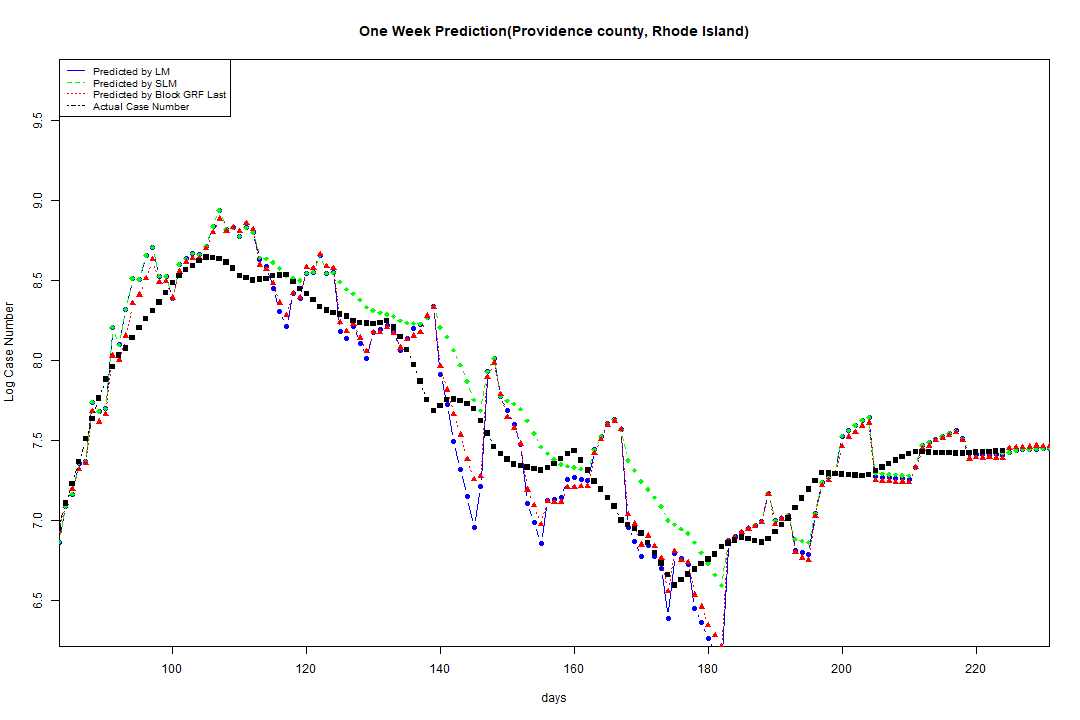 One Week Prediction(Providence county, Rhode Island)
Predicted by LM
Predicted by SLM
Predicted by Block GRF Last
Actual Case Number
Log Case Number
9.5
9.0
8.5
8.0
7.5
7.0
6.5
100 120 140 160 180 200 220
days